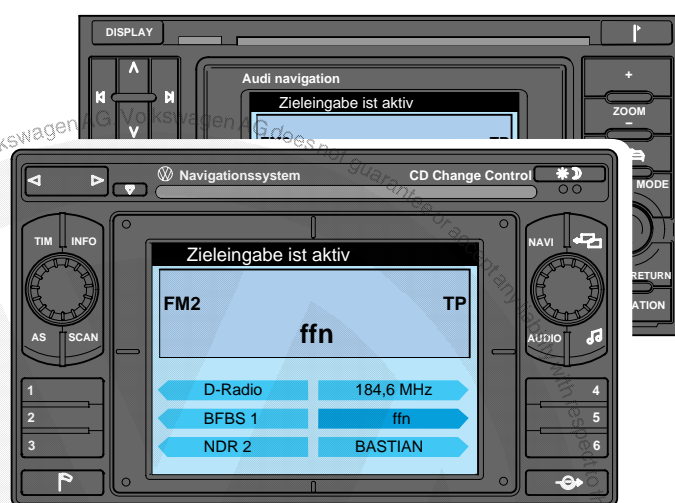 DISPLAY
Audi navigation
Zieleingabe ist aktiv
+
ZOOM
−
MODE
RETURN
Navigationssystem
CD Change Control
TIM
INFO
AS
SCAN
NAVI
AUDIO
Zieleingabe ist aktiv
FM2
TP
ffn
D-Radio
184,6 MHz
BFBS 1
ffn
NDR 2
BASTIAN
1
2
3
4
5
6
Volkswagen AG
Volkswagen AG does not guarantee or accept any liability with respect to